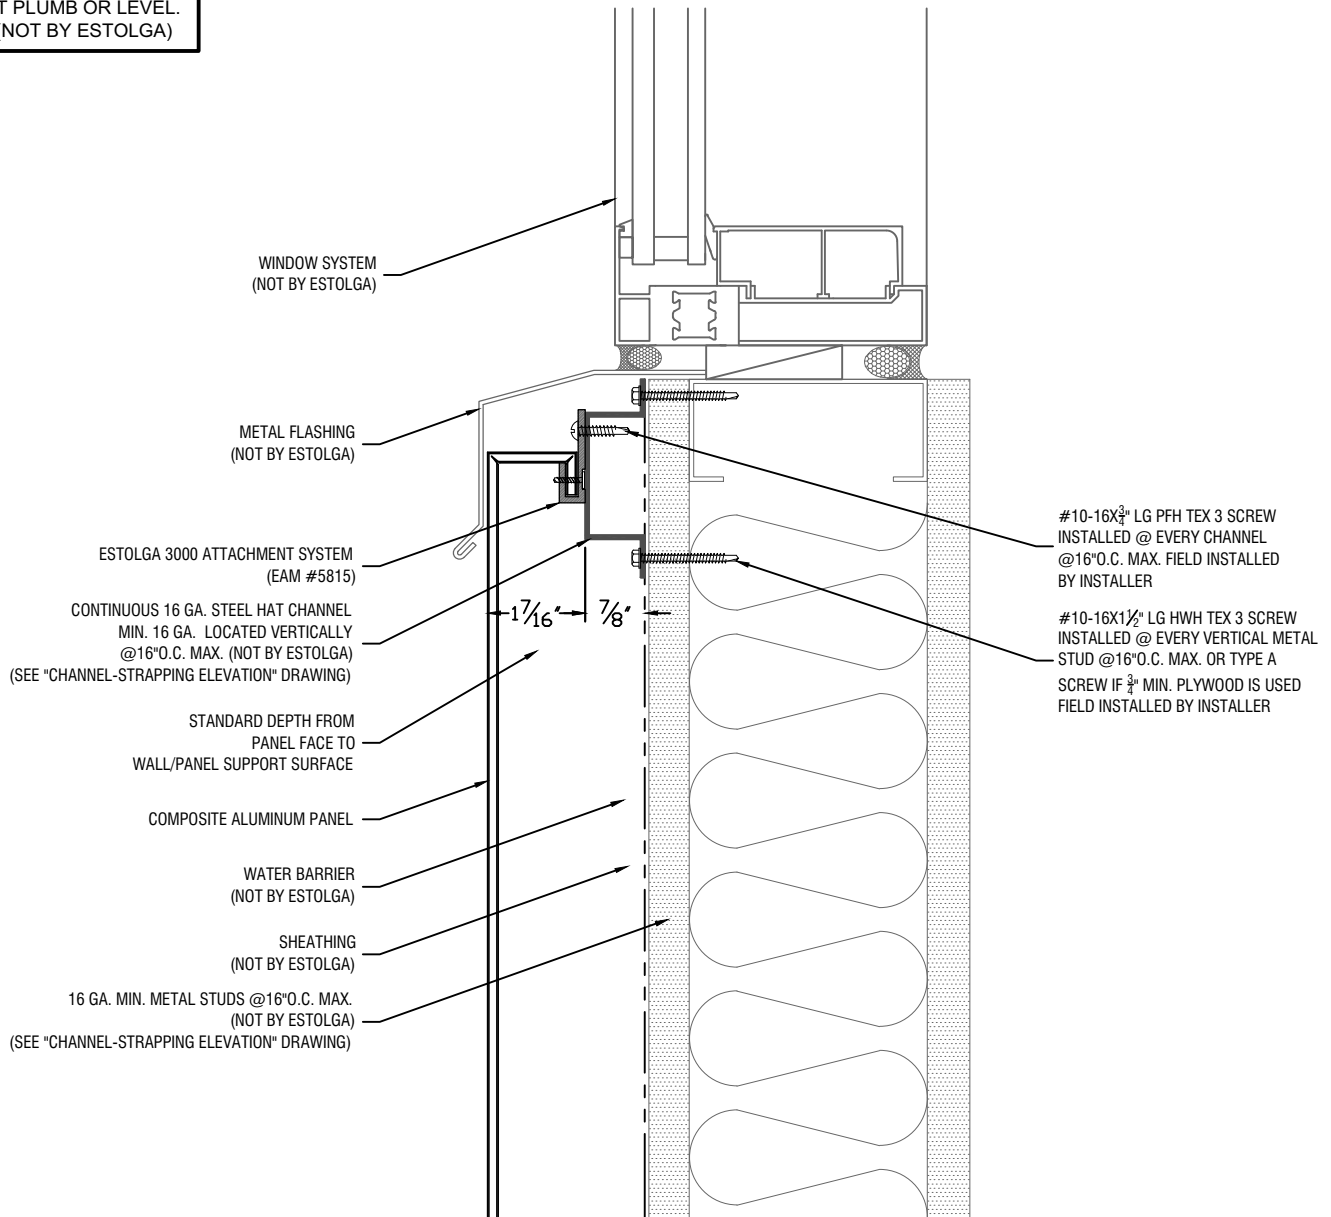 T PLUMB OR LEVEL.
(NOT BY ESTOLGA)
WINDOW SYSTEM
(NOT BY ESTOLGA)
METAL FLASHING
(NOT BY ESTOLGA)
ESTOLGA 3000 ATTACHMENT SYSTEM
(EAM #5815)
CONTINUOUS 16 GA. STEEL HAT CHANNEL
MIN. 16 GA. LOCATED VERTICALLY
@16"O.C. MAX. (NOT BY ESTOLGA)
(SEE "CHANNEL-STRAPPING ELEVATION" DRAWING)
1 7/16"
7/8"
STANDARD DEPTH FROM
PANEL FACE TO
WALL/PANEL SUPPORT SURFACE
COMPOSITE ALUMINUM PANEL
WATER BARRIER
(NOT BY ESTOLGA)
SHEATHING
(NOT BY ESTOLGA)
16 GA. MIN. METAL STUDS @16"O.C. MAX.
(NOT BY ESTOLGA)
(SEE "CHANNEL-STRAPPING ELEVATION" DRAWING)
#10-16X3/4" LG PFH TEX 3 SCREW
INSTALLED @ EVERY CHANNEL
@16"O.C. MAX. FIELD INSTALLED
BY INSTALLER
#10-16X1 1/2" LG HWH TEX 3 SCREW
INSTALLED @ EVERY VERTICAL METAL
STUD @16"O.C. MAX. OR TYPE A
SCREW IF 3/4" MIN. PLYWOOD IS USED
FIELD INSTALLED BY INSTALLER